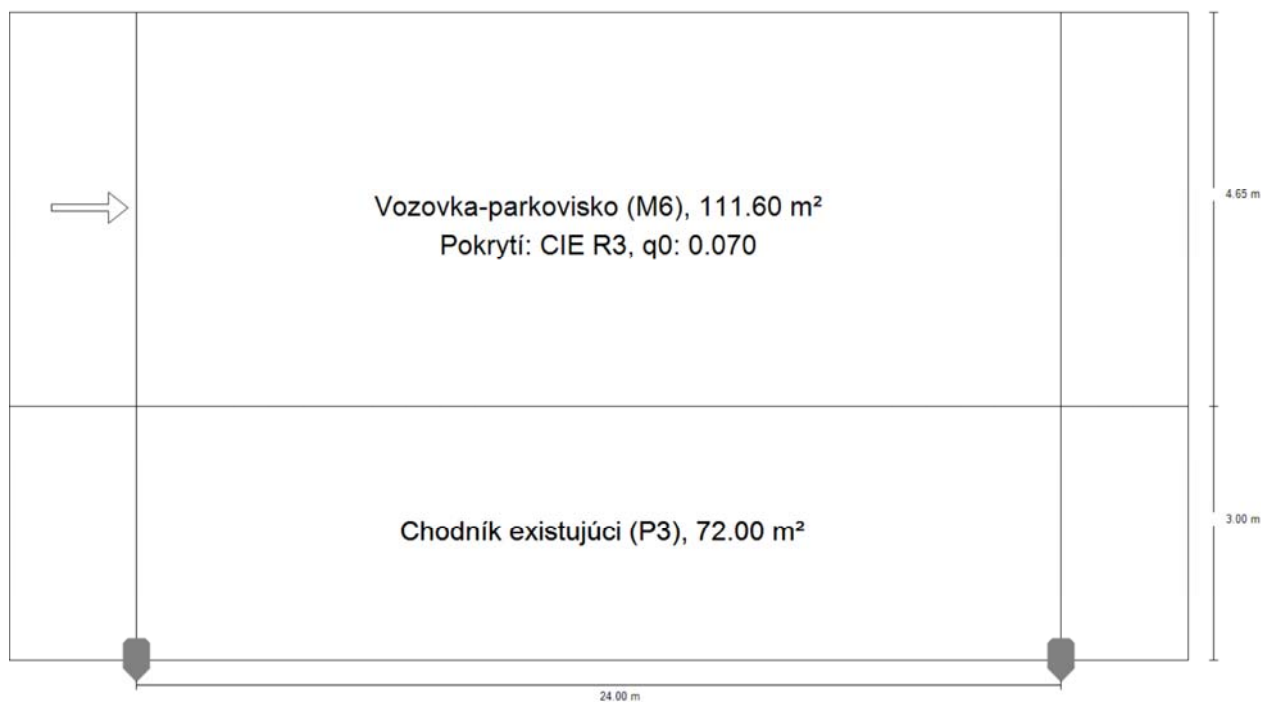 Vozovka-parkovisko (M6), 111.60 m²
Pokrytí: CIE R3, q0: 0.070
4.65 m
Chodník existujúci (P3), 72.00 m²
3.00 m
24.00 m